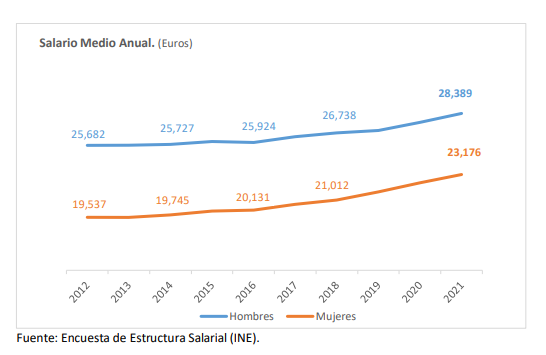 Salario Medio Anual. (Euros)
28,389
26,738
25,924
25,727
25,682
23,176
21,012
20,131
19,745
19,537
2012 2013 2014 2015 2016 2017 2018 2019 2020 2021
Hombres Mujeres
Fuente: Encuesta de Estructura Salarial (INE).